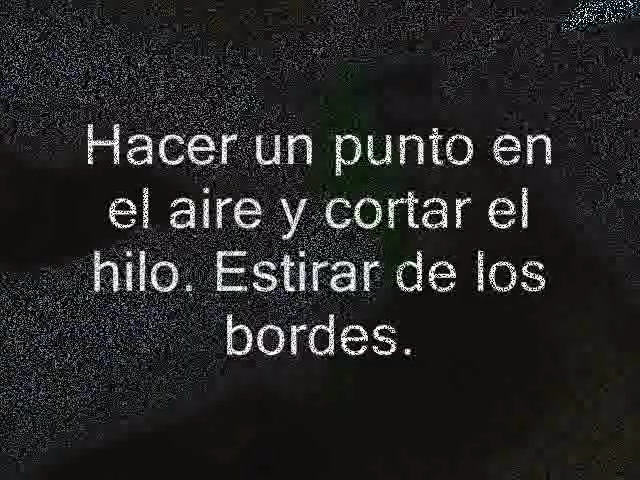 Hacer un punto en
el aire y cortar el
hilo. Estirar de los
bordes.